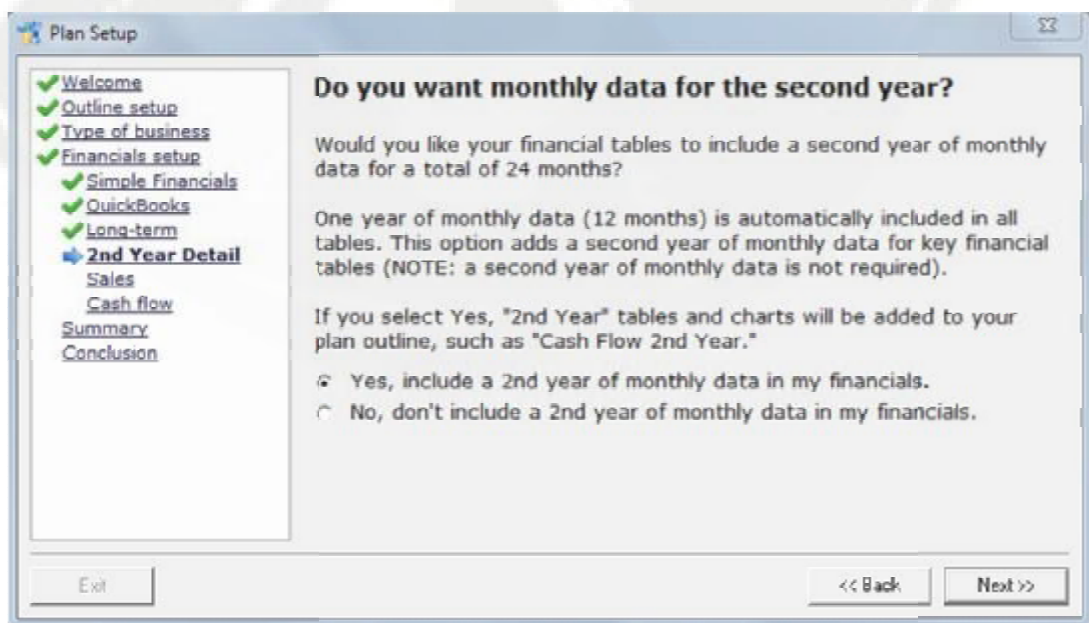 Plan Setup
Welcome
Outline setup
Type of business
Financials setup
Simple Financials
QuickBooks
Long-term
2nd Year Detail
Sales
Cash flow
Summary
Conclusion
Do you want monthly data for the second year?
Would you like your financial tables to include a second year of monthly
data for a total of 24 months?
One year of monthly data (12 months) is automatically included in all
tables. This option adds a second year of monthly data for key financial
tables (NOTE: a second year of monthly data is not required).
If you select Yes, "2nd Year" tables and charts will be added to your
plan outline, such as "Cash Flow 2nd Year."
Yes, include a 2nd year of monthly data in my financials.
No, don't include a 2nd year of monthly data in my financials.
Exit
<< Back
Next >>